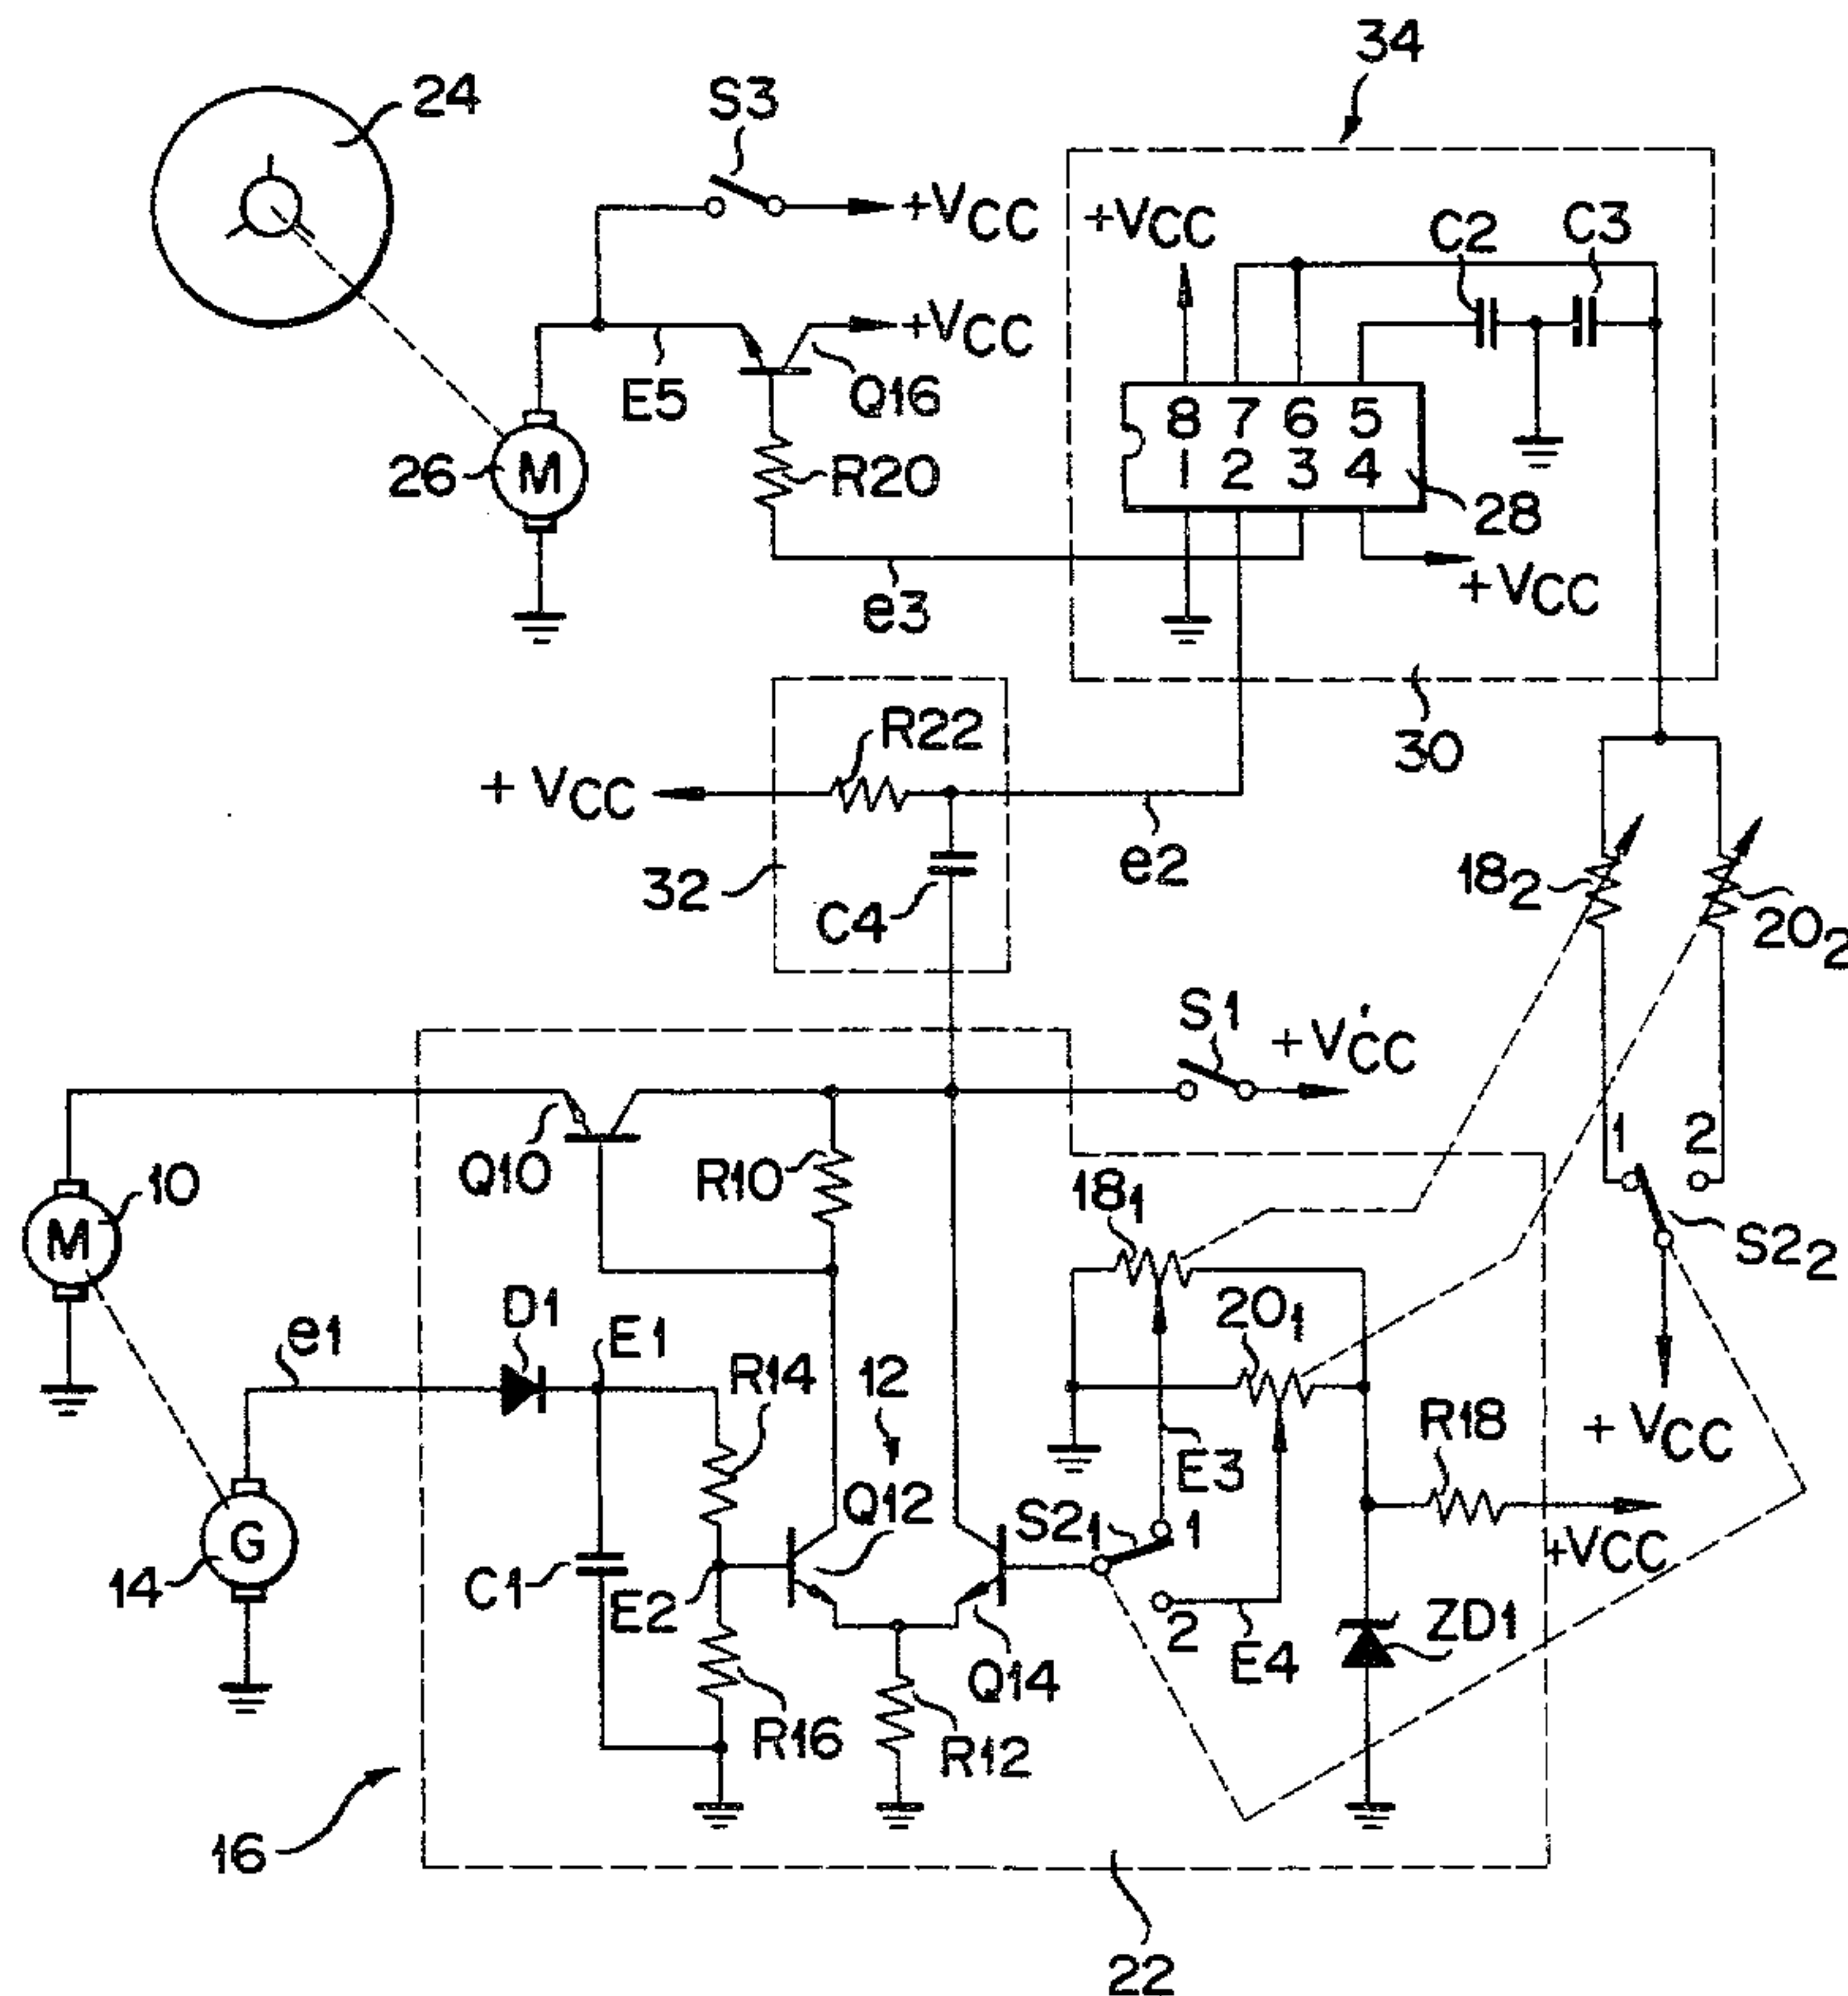 34
24
S3
+VCC
+VCC
C2
C3
+VCC
E5
Q16
8 7 6 5
1 2 3 4
26
M
R20
28
+VCC
e3
30
R22
+ VCC
e2
32
C4
18₂
20₂
S1
+ V'CC
1
2
S2₂
Q10
R10
10
M
18₁
20₁
D1
E1
e1
R14
12
R18
+ VCC
E3
Q12
S2₁
1
G
14
C1
E2
2
E4
+VCC
ZD1
Q14
R16
R12
16
22